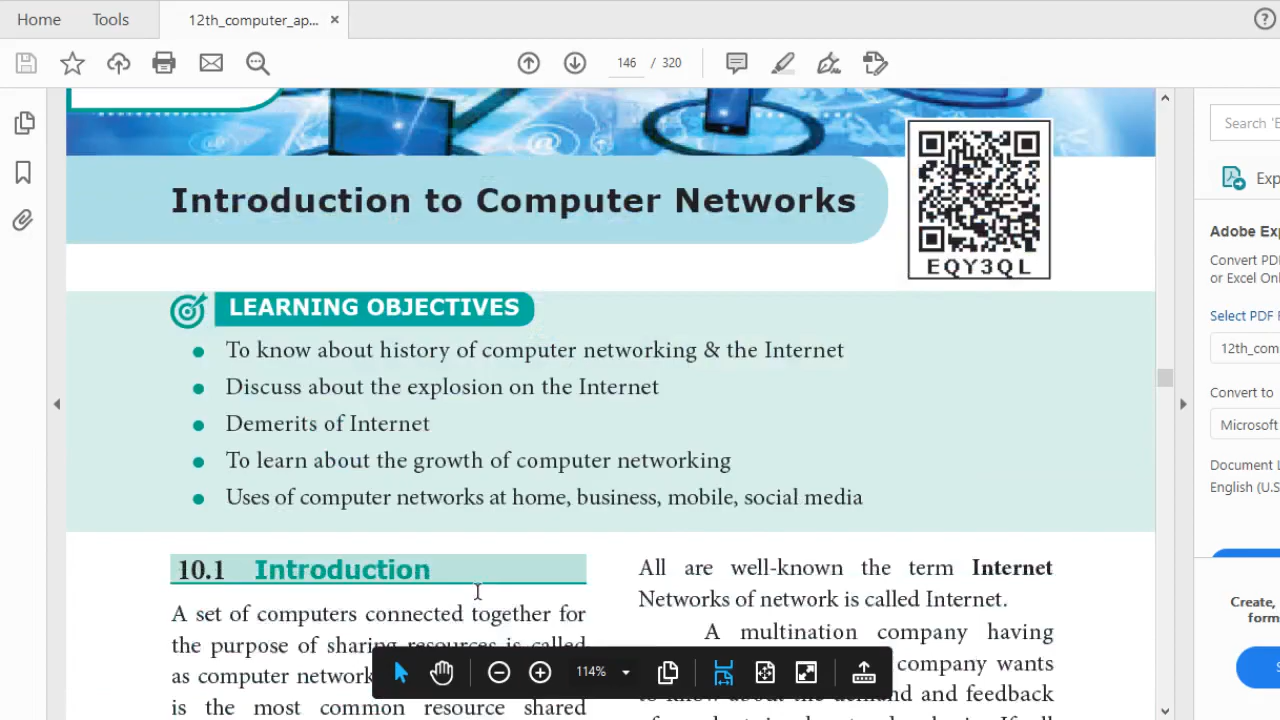 Home
Tools
12th_computer_ap... ×
146 / 320
Search 'E
Introduction to Computer Networks
EQY3QL
LEARNING OBJECTIVES
• To know about history of computer networking & the Internet
• Discuss about the explosion on the Internet
• Demerits of Internet
• To learn about the growth of computer networking
• Uses of computer networks at home, business, mobile, social media
10.1 Introduction
A set of computers connected together for
the purpose of sharing resources is called
as computer network
is the most common resource shared
All are well-known the term Internet
Networks of network is called Internet.
A multination company having
company wants
and feedback
114%
Exp
Adobe Exp
Convert PDF
or Excel Onl
Select PDF F
12th_com
Convert to
Microsoft
Document L
English (U.S
Create,
form